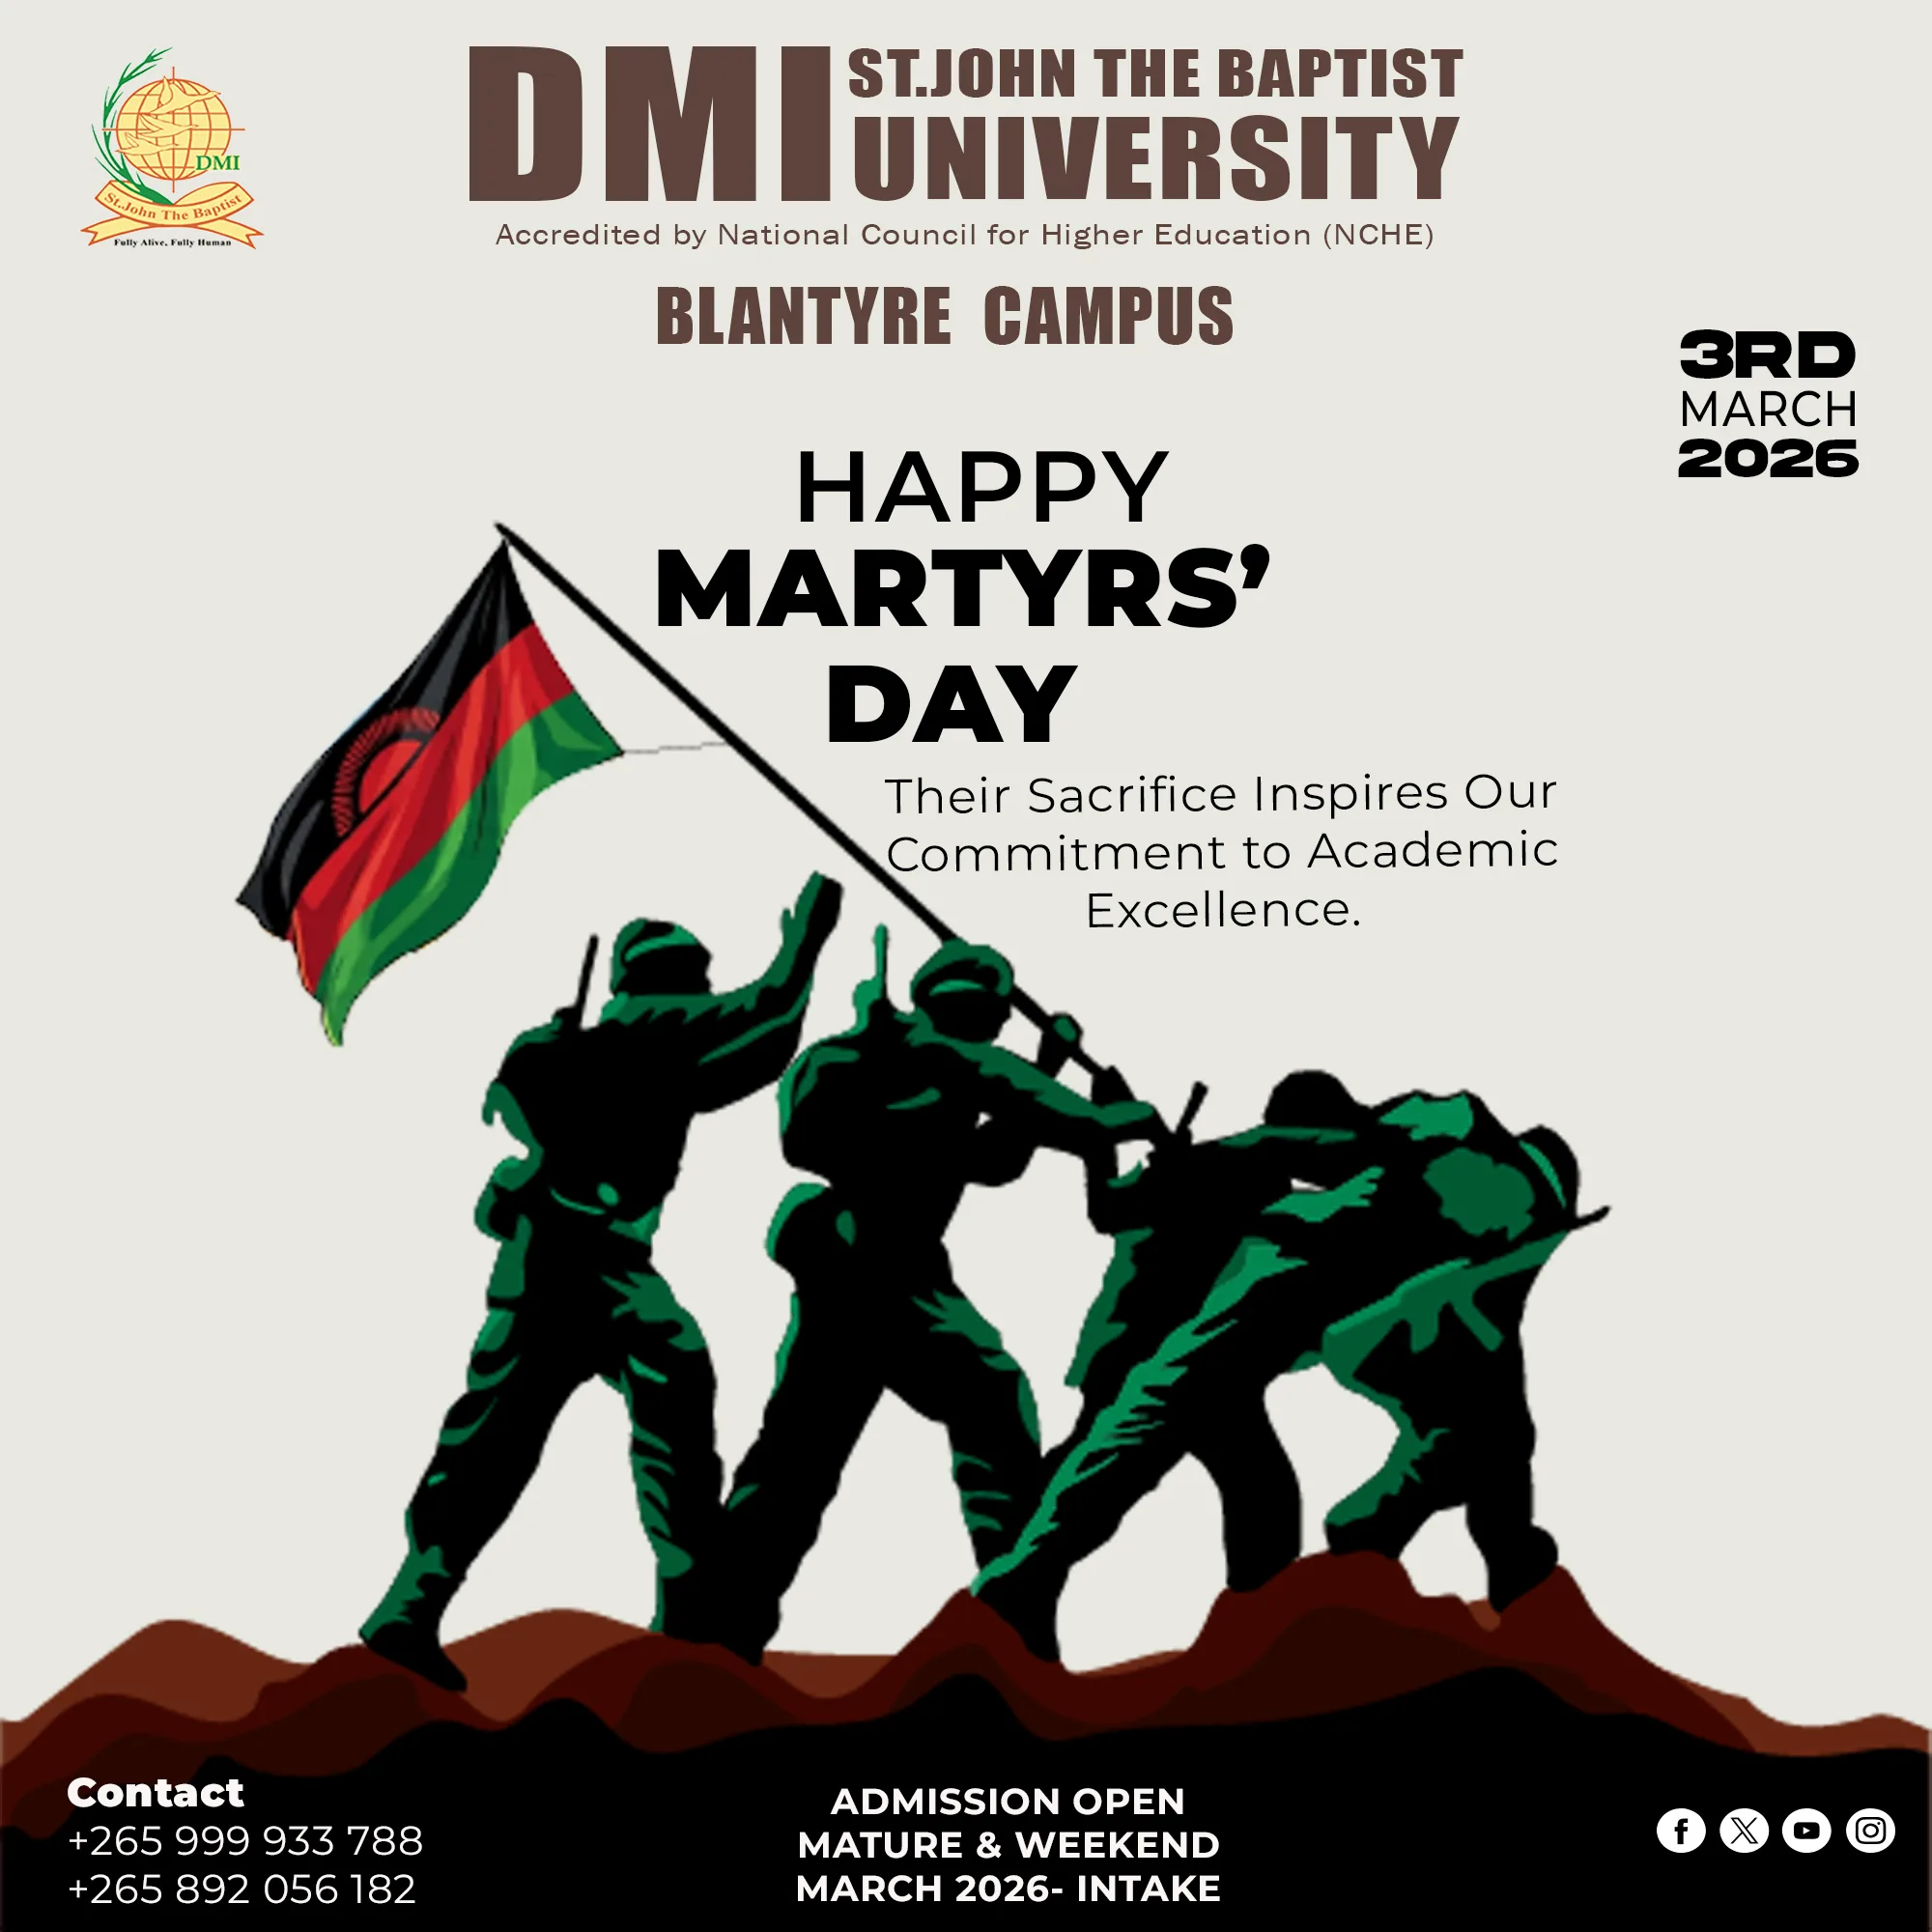 DMI
St.John The Baptist
Fully Alive, Fully Human
DMI ST.JOHN THE BAPTIST
UNIVERSITY
Accredited by National Council for Higher Education (NCHE)
BLANTYRE CAMPUS
3RD
MARCH
2026
HAPPY
MARTYRS’
DAY
Their Sacrifice Inspires Our
Commitment to Academic
Excellence.
Contact
+265 999 933 788
+265 892 056 182
ADMISSION OPEN
MATURE & WEEKEND
MARCH 2026- INTAKE